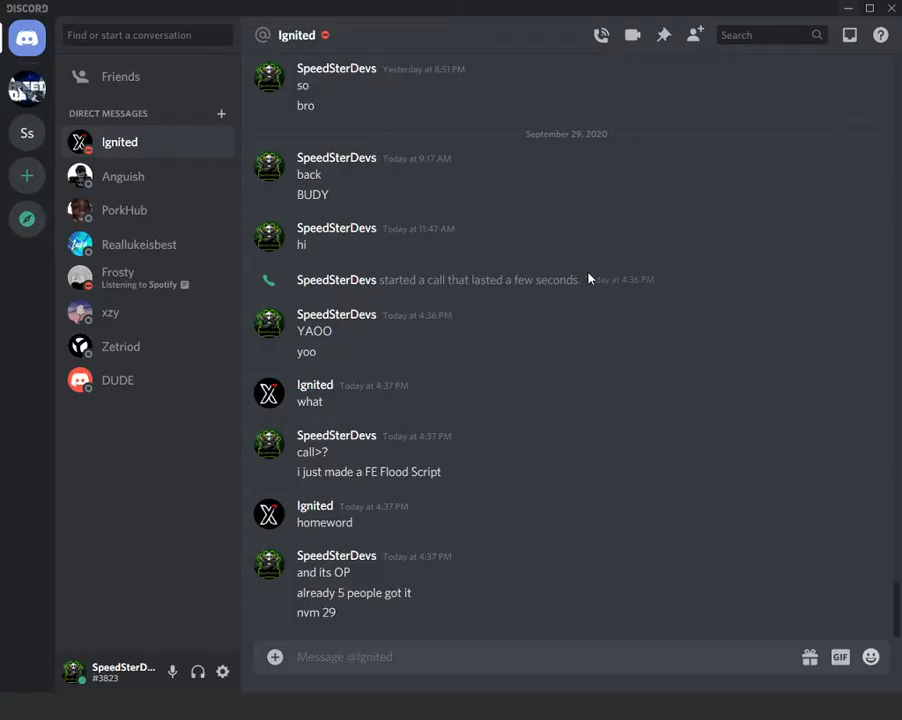 DISCORD
Find or start a conversation
@ Ignited
Search
Friends
DIRECT MESSAGES
Ss
Ignited
Anguish
PorkHub
Reallukeisbest
Frosty
Listening to Spotify
xzy
Zetriod
DUDE
SpeedSterD...
#3823
SpeedSterDevs Yesterday at 8:51 PM
so
bro
September 29, 2020
SpeedSterDevs Today at 9:17 AM
back
BUDY
SpeedSterDevs Today at 11:47 AM
hi
SpeedSterDevs started a call that lasted a few seconds. Today at 4:36 PM
SpeedSterDevs Today at 4:36 PM
YAOO
yoo
Ignited Today at 4:37 PM
what
SpeedSterDevs Today at 4:37 PM
call>?
i just made a FE Flood Script
Ignited Today at 4:37 PM
homeword
SpeedSterDevs Today at 4:37 PM
and its OP
already 5 people got it
nvm 29
Message @Ignited
GIF